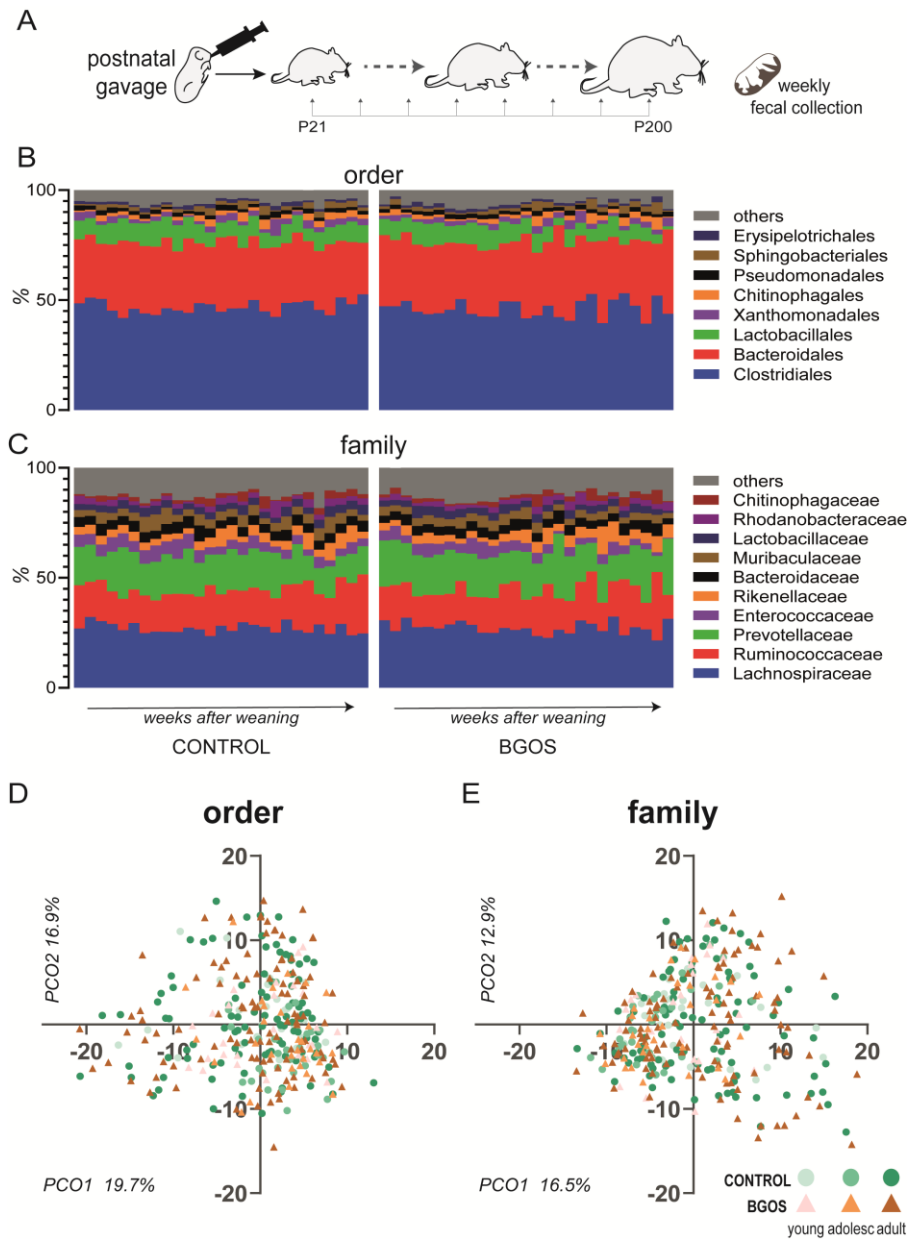 A
postnatal
gavage
P21
P200
weekly
fecal collection
B
order
100
50
0
%
others
Erysipelotrichales
Sphingobacteriales
Pseudomonadales
Chitinophagales
Xanthomonadales
Lactobacillales
Bacteroidales
Clostridiales
C
family
100
50
0
%
others
Chitinophagaceae
Rhodanobacteraceae
Lactobacillaceae
Muribaculaceae
Bacteroidaceae
Rikenellaceae
Enterococcaceae
Prevotellaceae
Ruminococcaceae
Lachnospiraceae
weeks after weaning
weeks after weaning
CONTROL
BGOS
D
order
20
10
-20
-10
10
20
-10
-20
PCO2 16.9%
PCO1 19.7%
E
family
20
10
-20
-10
10
20
-10
-20
PCO2 12.9%
PCO1 16.5%
CONTROL
BGOS
young adolesc adult